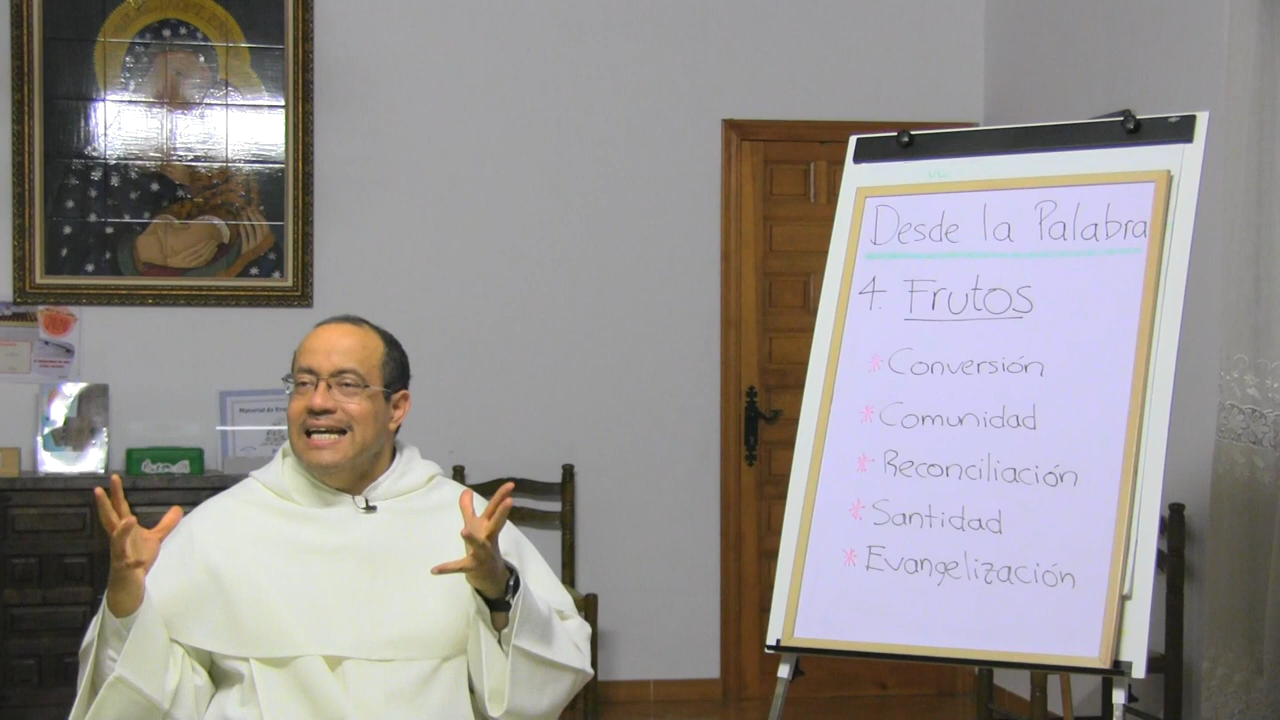 Desde la Palabra
4. Frutos
* Conversión
* Comunidad
* Reconciliación
* Santidad
* Evangelización